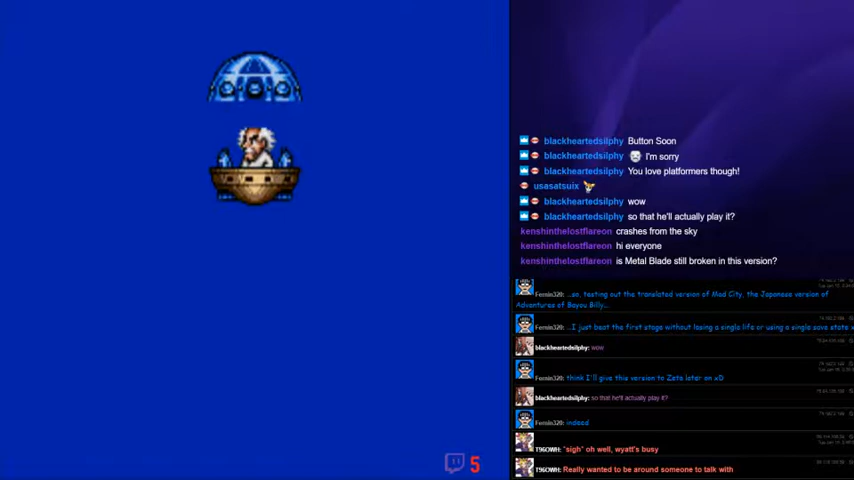 blackheartedsilphy Button Soon
blackheartedsilphy I'm sorry
blackheartedsilphy You love platformers though!
usasatsuix
blackheartedsilphy wow
blackheartedsilphy so that he'll actually play it?
kenshinthelostflareon crashes from the sky
kenshinthelostflareon hi everyone
kenshinthelostflareon is Metal Blade still broken in this version?
Femin320: ..so, testing out the translated version of Mad City, the Japanese version of
Adventures of Bayou Billy...
..I just beat the first stage without losing a single life or using a single save state x
blackheartedsilphy: wow
think I'll give this version to Zeta later on xD
blackheartedsilphy: so that he'll actually play it?
indeed
T96OWH: *sigh* oh well, wyatt's busy
T96OWH: Really wanted to be around someone to talk with
5